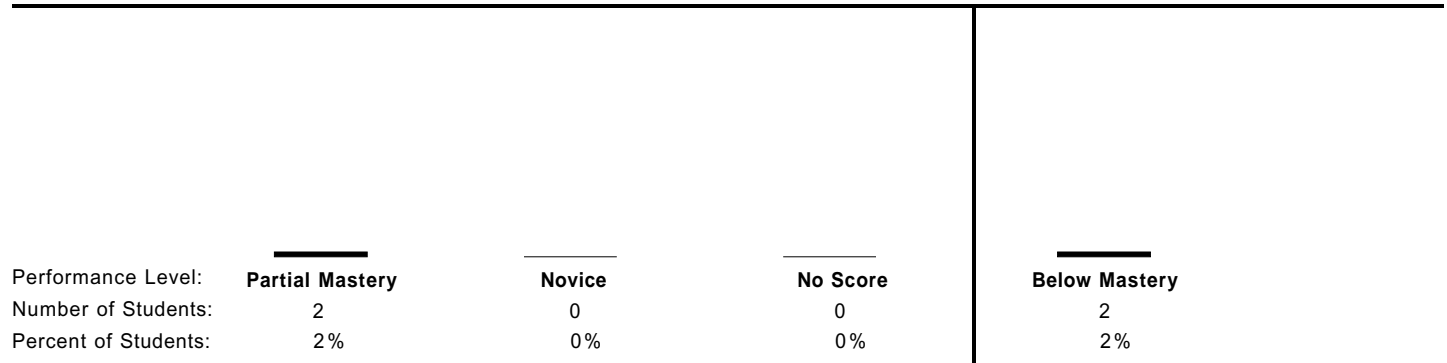 Performance Level: Partial Mastery Novice No Score Below Mastery
Number of Students: 2 0 0 2
Percent of Students: 2% 0% 0% 2%